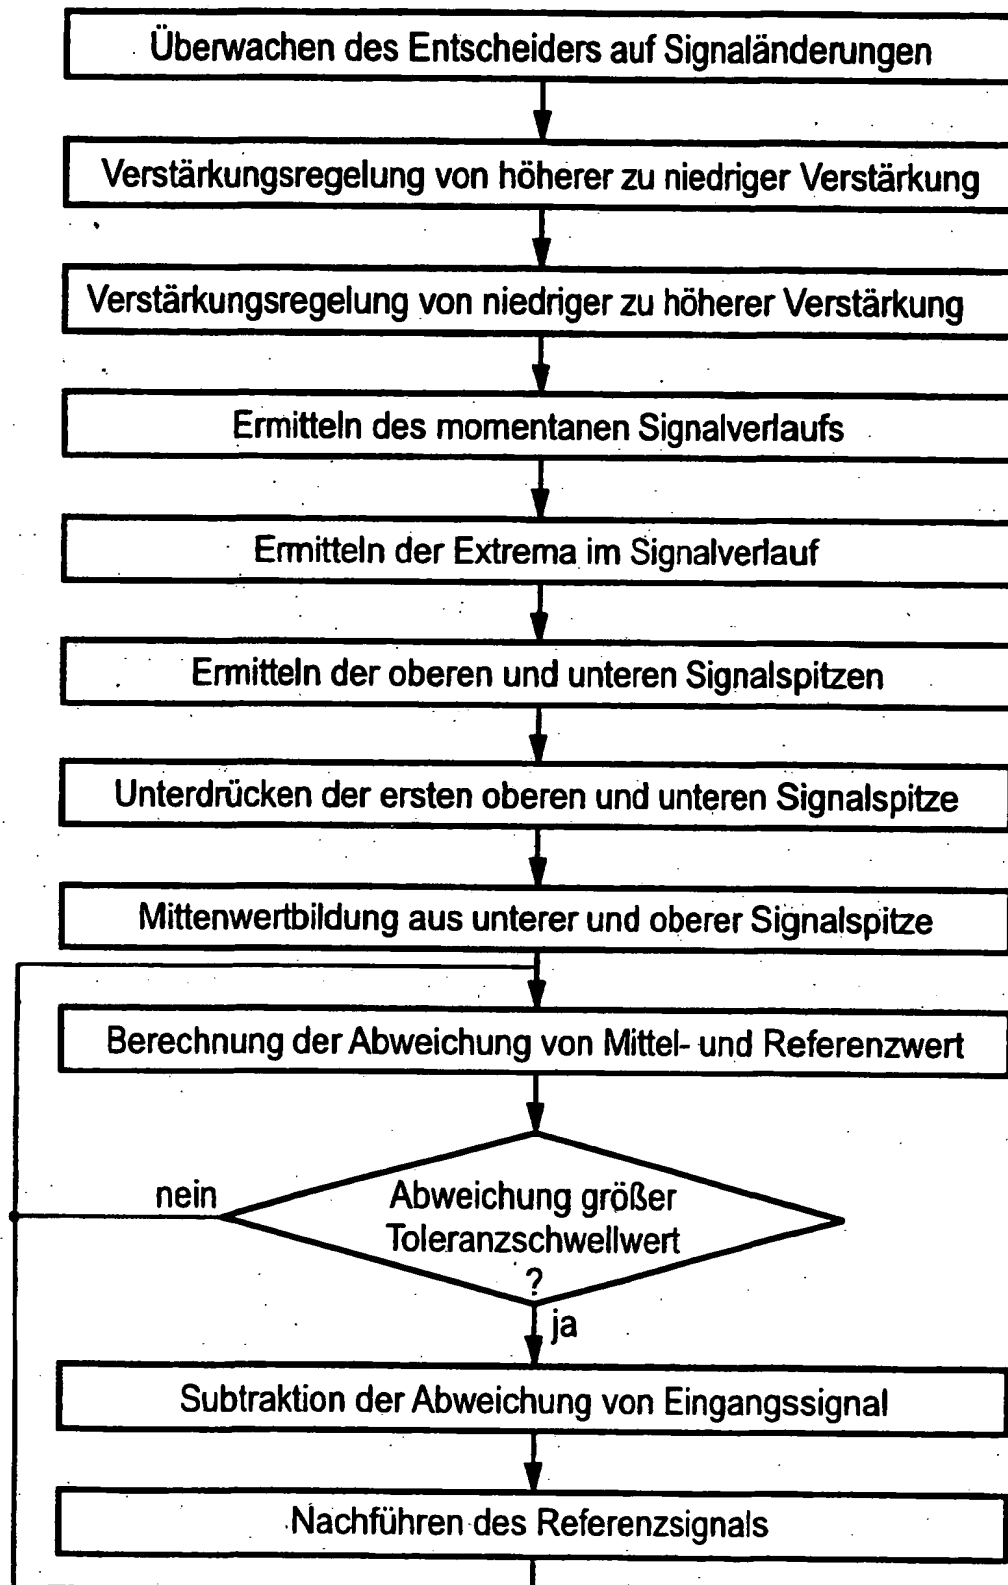 Überwachen des Entscheiders auf Signaländerungen
Verstärkungsregelung von höherer zu niedriger Verstärkung
Verstärkungsregelung von niedriger zu höherer Verstärkung
Ermitteln des momentanen Signalverlaufs
Ermitteln der Extrema im Signalverlauf
Ermitteln der oberen und unteren Signalspitzen
Unterdrücken der ersten oberen und unteren Signalspitze
Mittenwertbildung aus unterer und oberer Signalspitze
Berechnung der Abweichung von Mittel- und Referenzwert
nein
Abweichung größer
Toleranzschwellwert
?
ja
Subtraktion der Abweichung von Eingangssignal
Nachführen des Referenzsignals